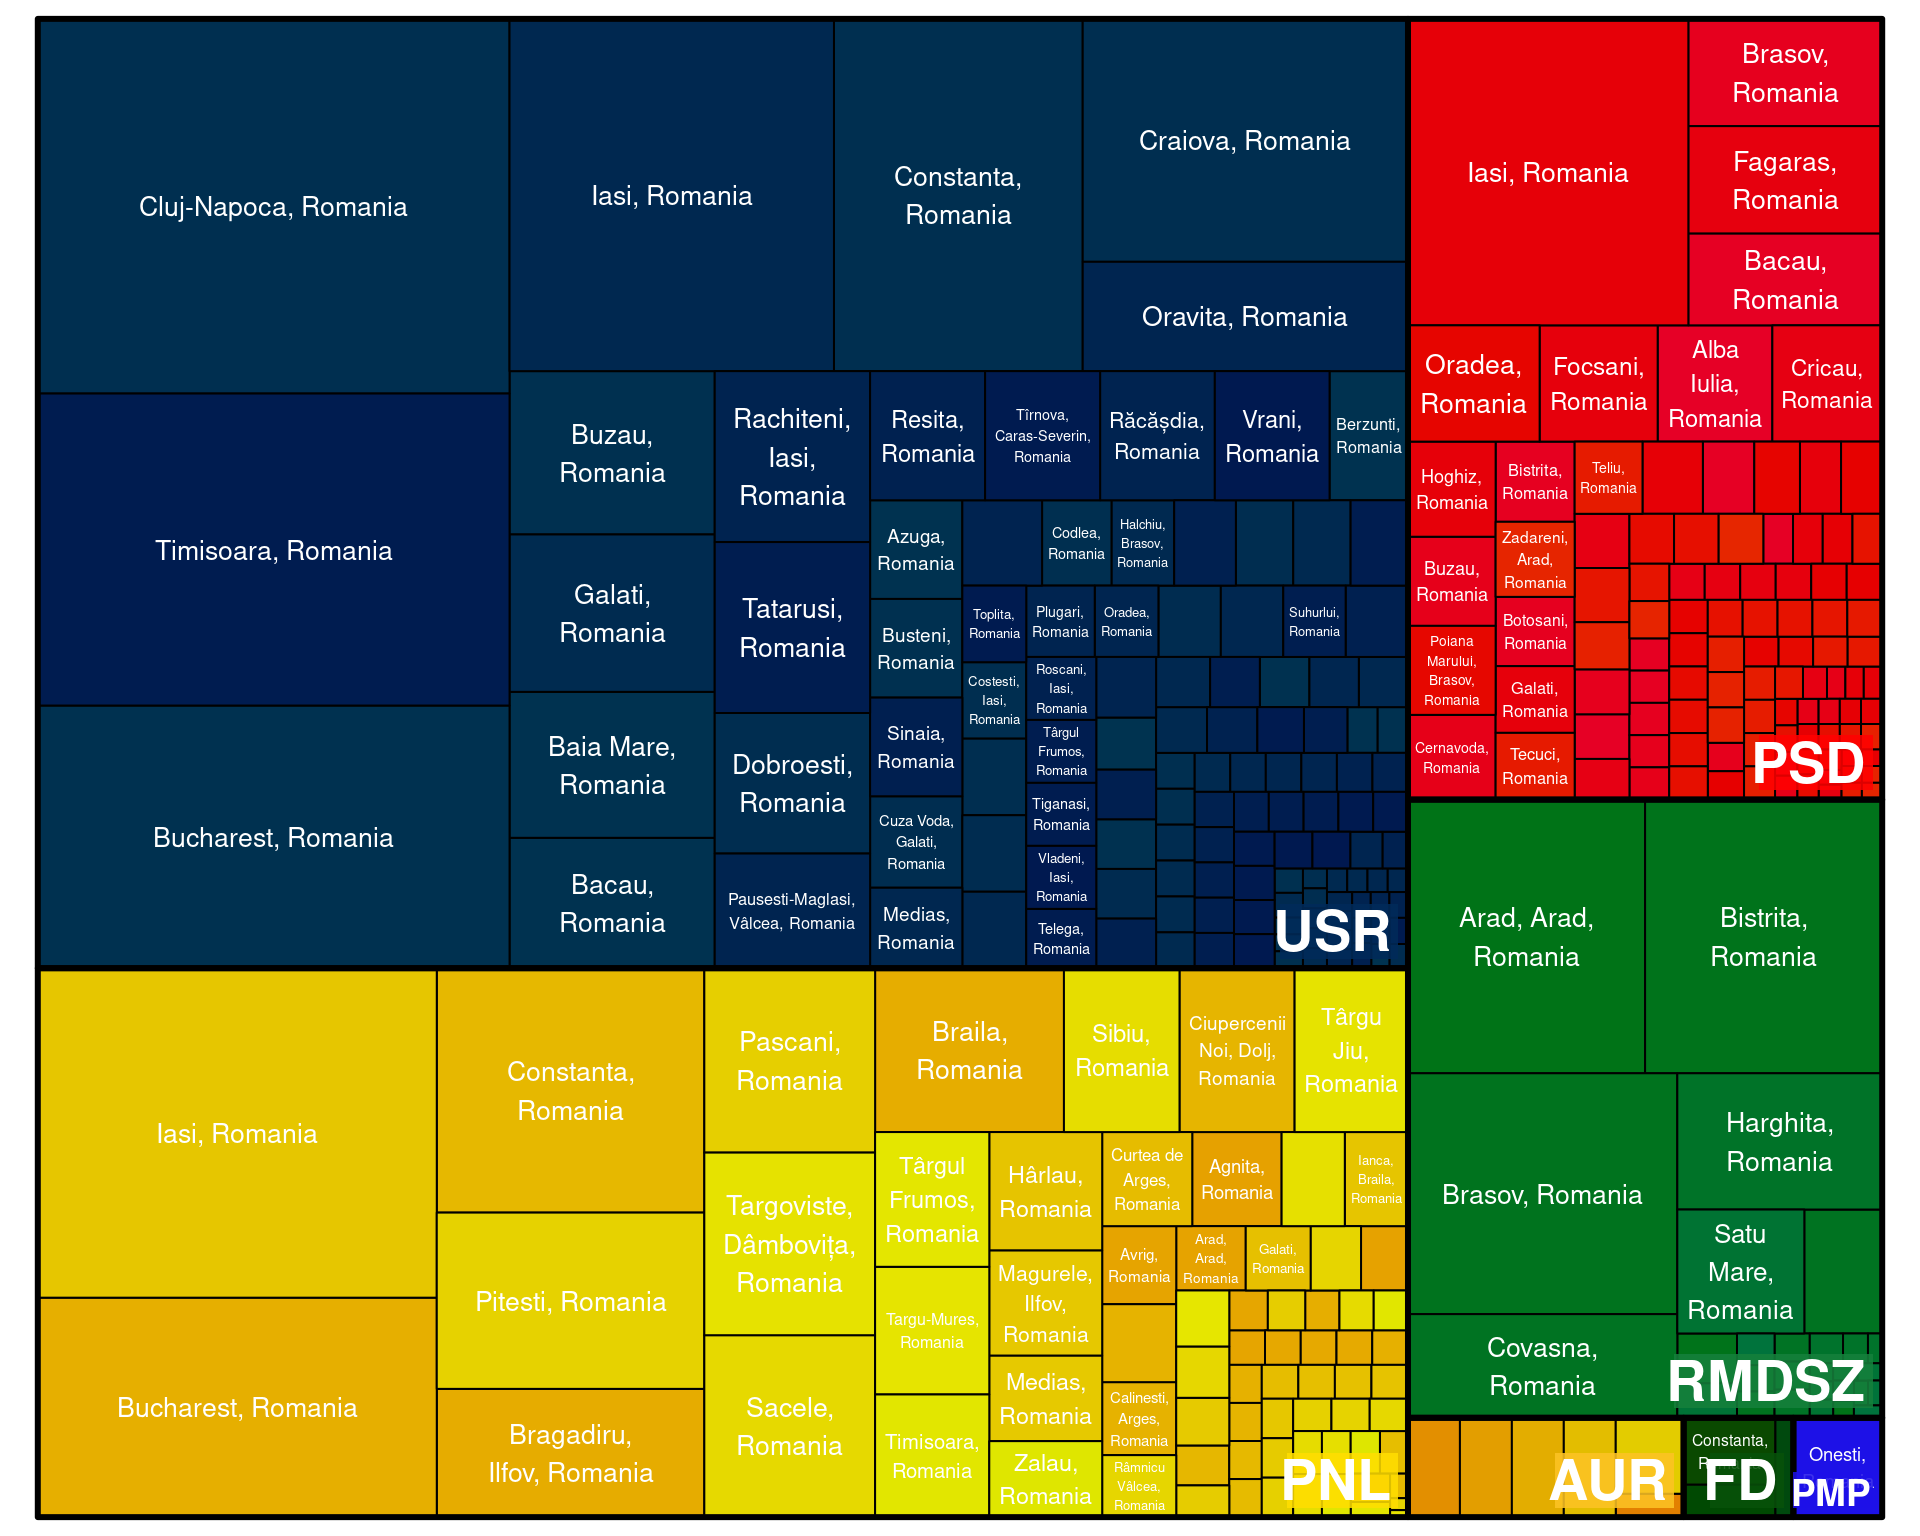 Cluj-Napoca, Romania
Timisoara, Romania
Bucharest, Romania
Iasi, Romania
Constanta,
Romania
Craiova, Romania
Oravita, Romania
Buzau,
Romania
Galati,
Romania
Baia Mare,
Romania
Bacau,
Romania
Rachiteni,
Iasi,
Romania
Tatarusi,
Romania
Dobroesti,
Romania
Pausesti-Maglasi,
Vâlcea, Romania
Resita,
Romania
Tîrnova,
Caras-Severin,
Romania
Răcășdia,
Romania
Vrani,
Romania
Berzunti,
Romania
Azuga,
Romania
Busteni,
Romania
Sinaia,
Romania
Cuza Voda,
Galati,
Romania
Medias,
Romania
Codlea,
Romania
Halchiu,
Brasov,
Romania
Toplita,
Romania
Plugari,
Romania
Oradea,
Romania
Suhurlui,
Romania
Costesti,
Iasi,
Romania
Roscani,
Iasi,
Romania
Târgul
Frumos,
Romania
Tiganasi,
Romania
Vladeni,
Iasi,
Romania
Telega,
Romania
USR
Iasi, Romania
Brasov,
Romania
Fagaras,
Romania
Bacau,
Romania
Oradea,
Romania
Focsani,
Romania
Alba
Iulia,
Romania
Cricau,
Romania
Hoghiz,
Romania
Buzau,
Romania
Poiana
Marului,
Brasov,
Romania
Cernavoda,
Romania
Bistrita,
Romania
Zadareni,
Arad,
Romania
Botosani,
Romania
Galati,
Romania
Tecuci,
Romania
Teliu,
Romania
PSD
Iasi, Romania
Bucharest, Romania
Constanta,
Romania
Pitesti, Romania
Bragadiru,
Ilfov, Romania
Pascani,
Romania
Targoviste,
Dâmbovița,
Romania
Sacele,
Romania
Braila,
Romania
Sibiu,
Romania
Ciupercenii
Noi, Dolj,
Romania
Târgu
Jiu,
Romania
Târgul
Frumos,
Romania
Targu-Mures,
Romania
Timisoara,
Romania
Hârlau,
Romania
Magurele,
Ilfov,
Romania
Medias,
Romania
Zalau,
Romania
Curtea de
Arges,
Romania
Agnita,
Romania
Ianca,
Braila,
Romania
Avrig,
Romania
Arad,
Arad,
Romania
Galati,
Romania
Calinesti,
Arges,
Romania
Râmnicu
Vâlcea,
Romania
PNL
Arad, Arad,
Romania
Bistrita,
Romania
Brasov, Romania
Harghita,
Romania
Satu
Mare,
Romania
Covasna,
Romania
RMDSZ
AUR
Constanta,
FD
Onesti,
PMP